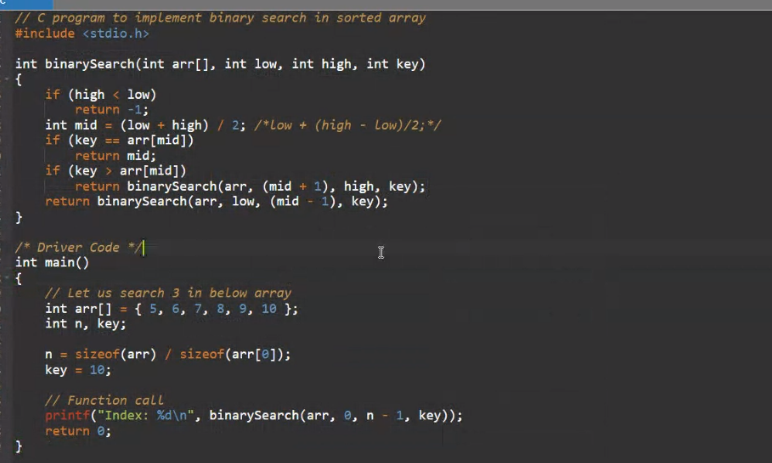 // C program to implement binary search in sorted array
#include <stdio.h>
int binarySearch(int arr[], int low, int high, int key)
{
if (high < low)
return -1;
int mid = (low + high) / 2; /*low + (high - low)/2;*/
if (key == arr[mid])
return mid;
if (key > arr[mid])
return binarySearch(arr, (mid + 1), high, key);
return binarySearch(arr, low, (mid - 1), key);
}
/* Driver Code */
int main()
{
// Let us search 3 in below array
int arr[] = { 5, 6, 7, 8, 9, 10 };
int n, key;
n = sizeof(arr) / sizeof(arr[0]);
key = 10;
// Function call
printf("Index: %d\n", binarySearch(arr, 0, n - 1, key));
return 0;
}